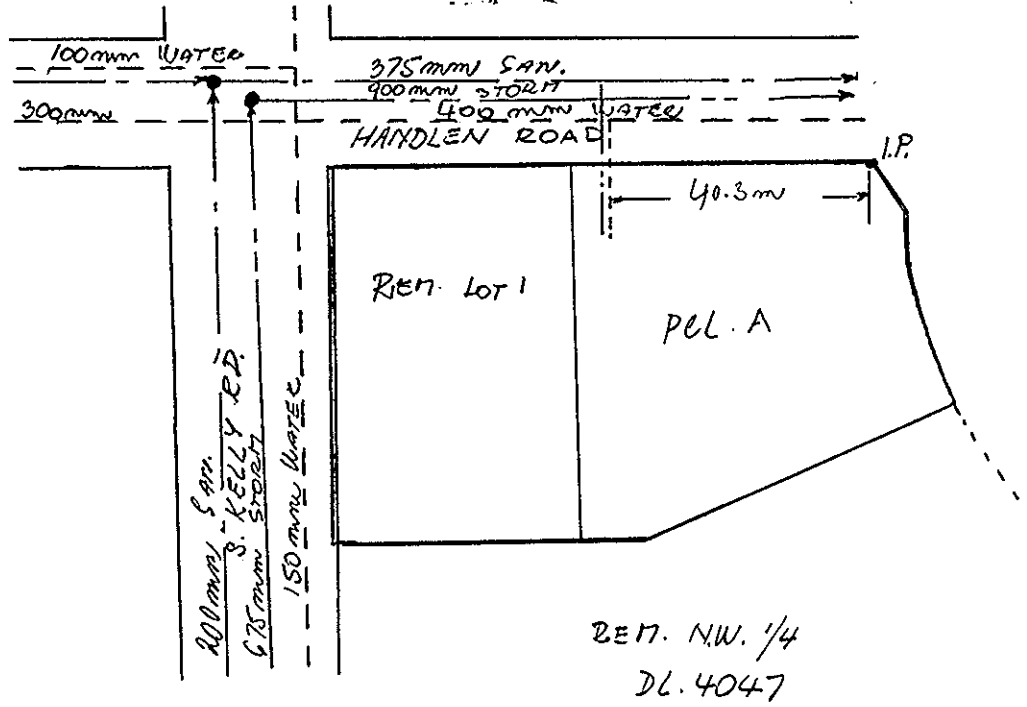 100mm WATER
375mm SAN.
900mm STORM
300mm
400mm WATER
HANDLEN ROAD
I.P.
40.3m
REM. LOT 1
PCL. A
200mm SAN.
S. KELLY RD.
675mm STORM
150mm WATER
REM. N.W. 1/4
DL. 4047